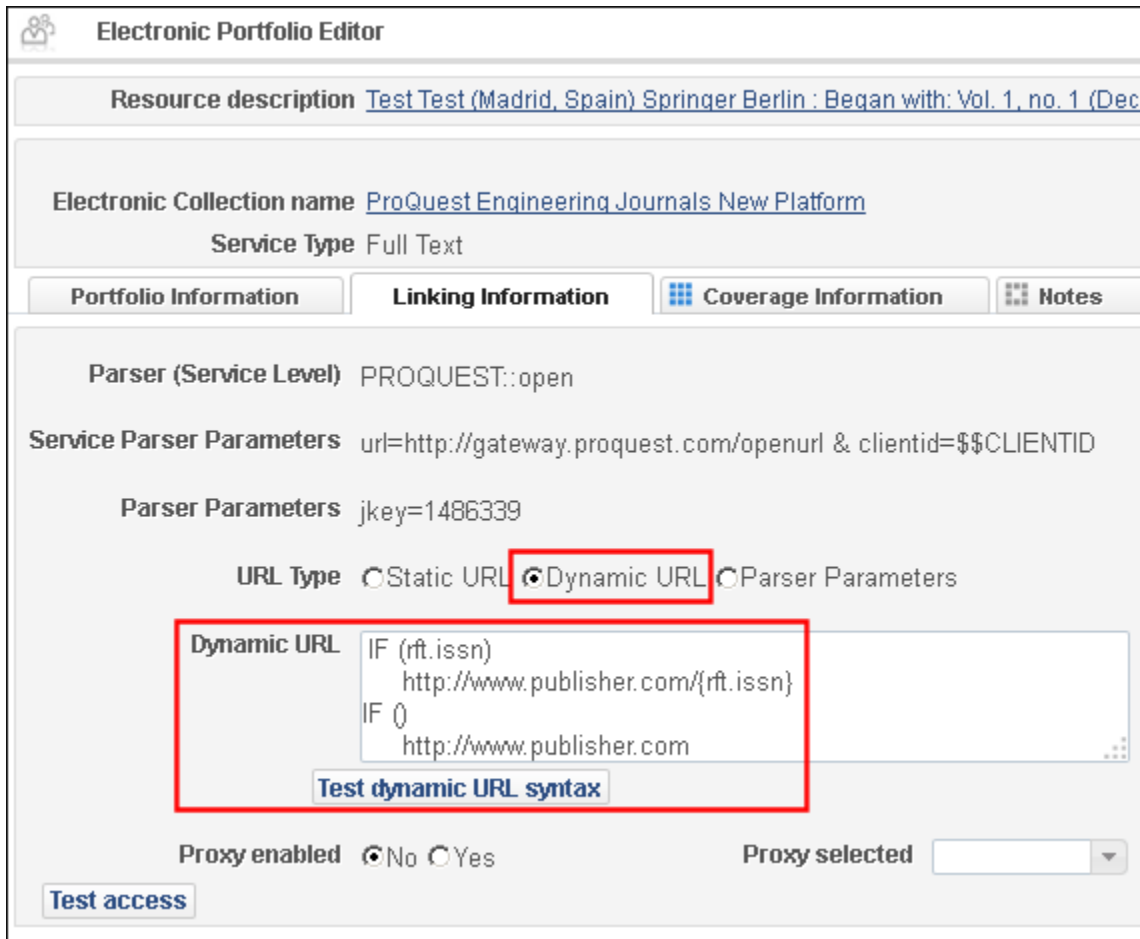 Electronic Portfolio Editor
Resource description Test Test (Madrid, Spain) Springer Berlin : Began with: Vol. 1, no. 1 (Dec
Electronic Collection name ProQuest Engineering Journals New Platform
Service Type Full Text
Portfolio Information Linking Information Coverage Information Notes
Parser (Service Level) PROQUEST::open
Service Parser Parameters url=http://gateway.proquest.com/openurl & clientid=$$CLIENTID
Parser Parameters jkey=1486339
URL Type Static URL Dynamic URL Parser Parameters
Dynamic URL IF (rft.issn)
http://www.publisher.com/{rft.issn}
IF ()
http://www.publisher.com
Test dynamic URL syntax
Proxy enabled No Yes Proxy selected
Test access